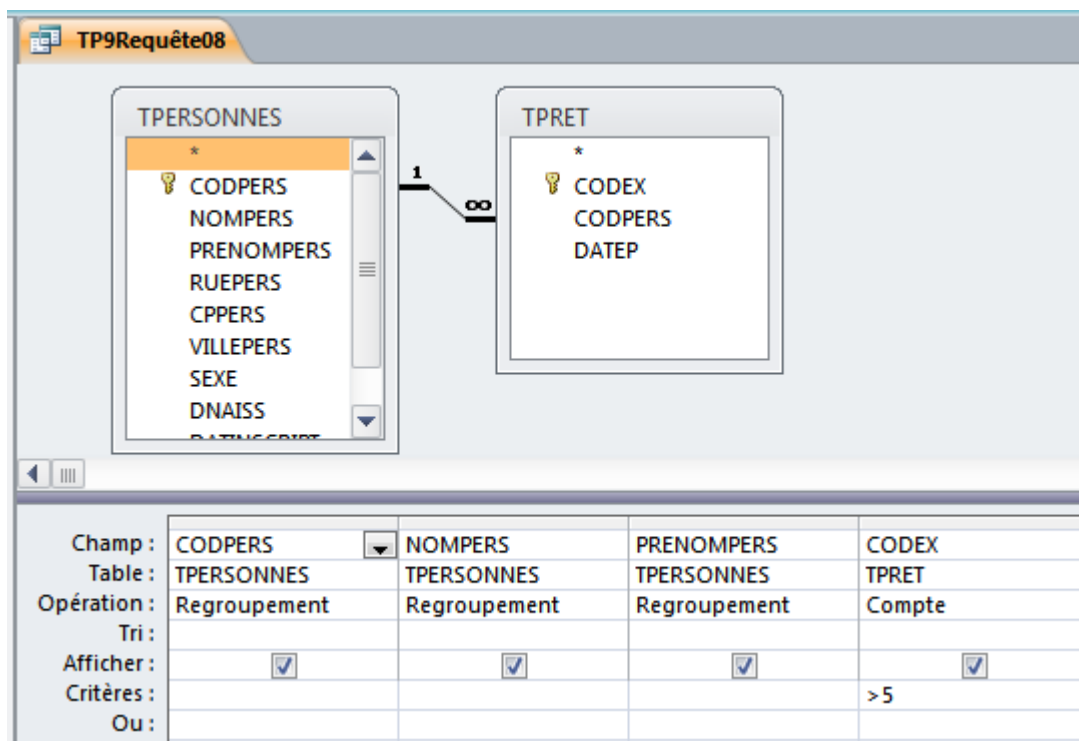 TP9Requête08
TPERSONNES
*
CODPERS
NOMPERS
PRENOMPERS
RUEPERS
CPPERS
VILLEPERS
SEXE
DNAISS
1
∞
TPRET
*
CODEX
CODPERS
DATEP
Champ : CODPERS NOMPERS PRENOMPERS CODEX
Table : TPERSONNES TPERSONNES TPERSONNES TPRET
Opération : Regroupement Regroupement Regroupement Compte
Tri :
Afficher :
Critères : >5
Ou :